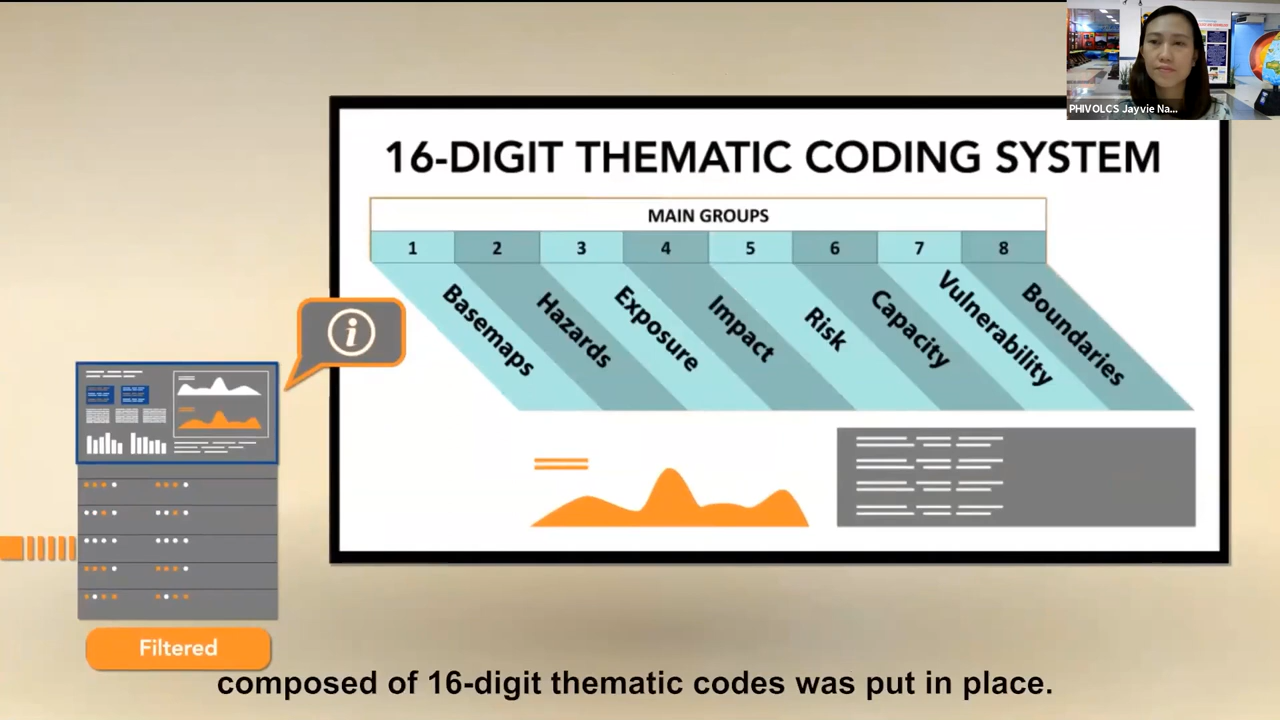 PHIVOLCS Jayvie Na...
16-DIGIT THEMATIC CODING SYSTEM
MAIN GROUPS
1 2 3 4 5 6 7 8
Basemaps
Hazards
Exposure
Impact
Risk
Capacity
Vulnerability
Boundaries
i
Filtered
composed of 16-digit thematic codes was put in place.